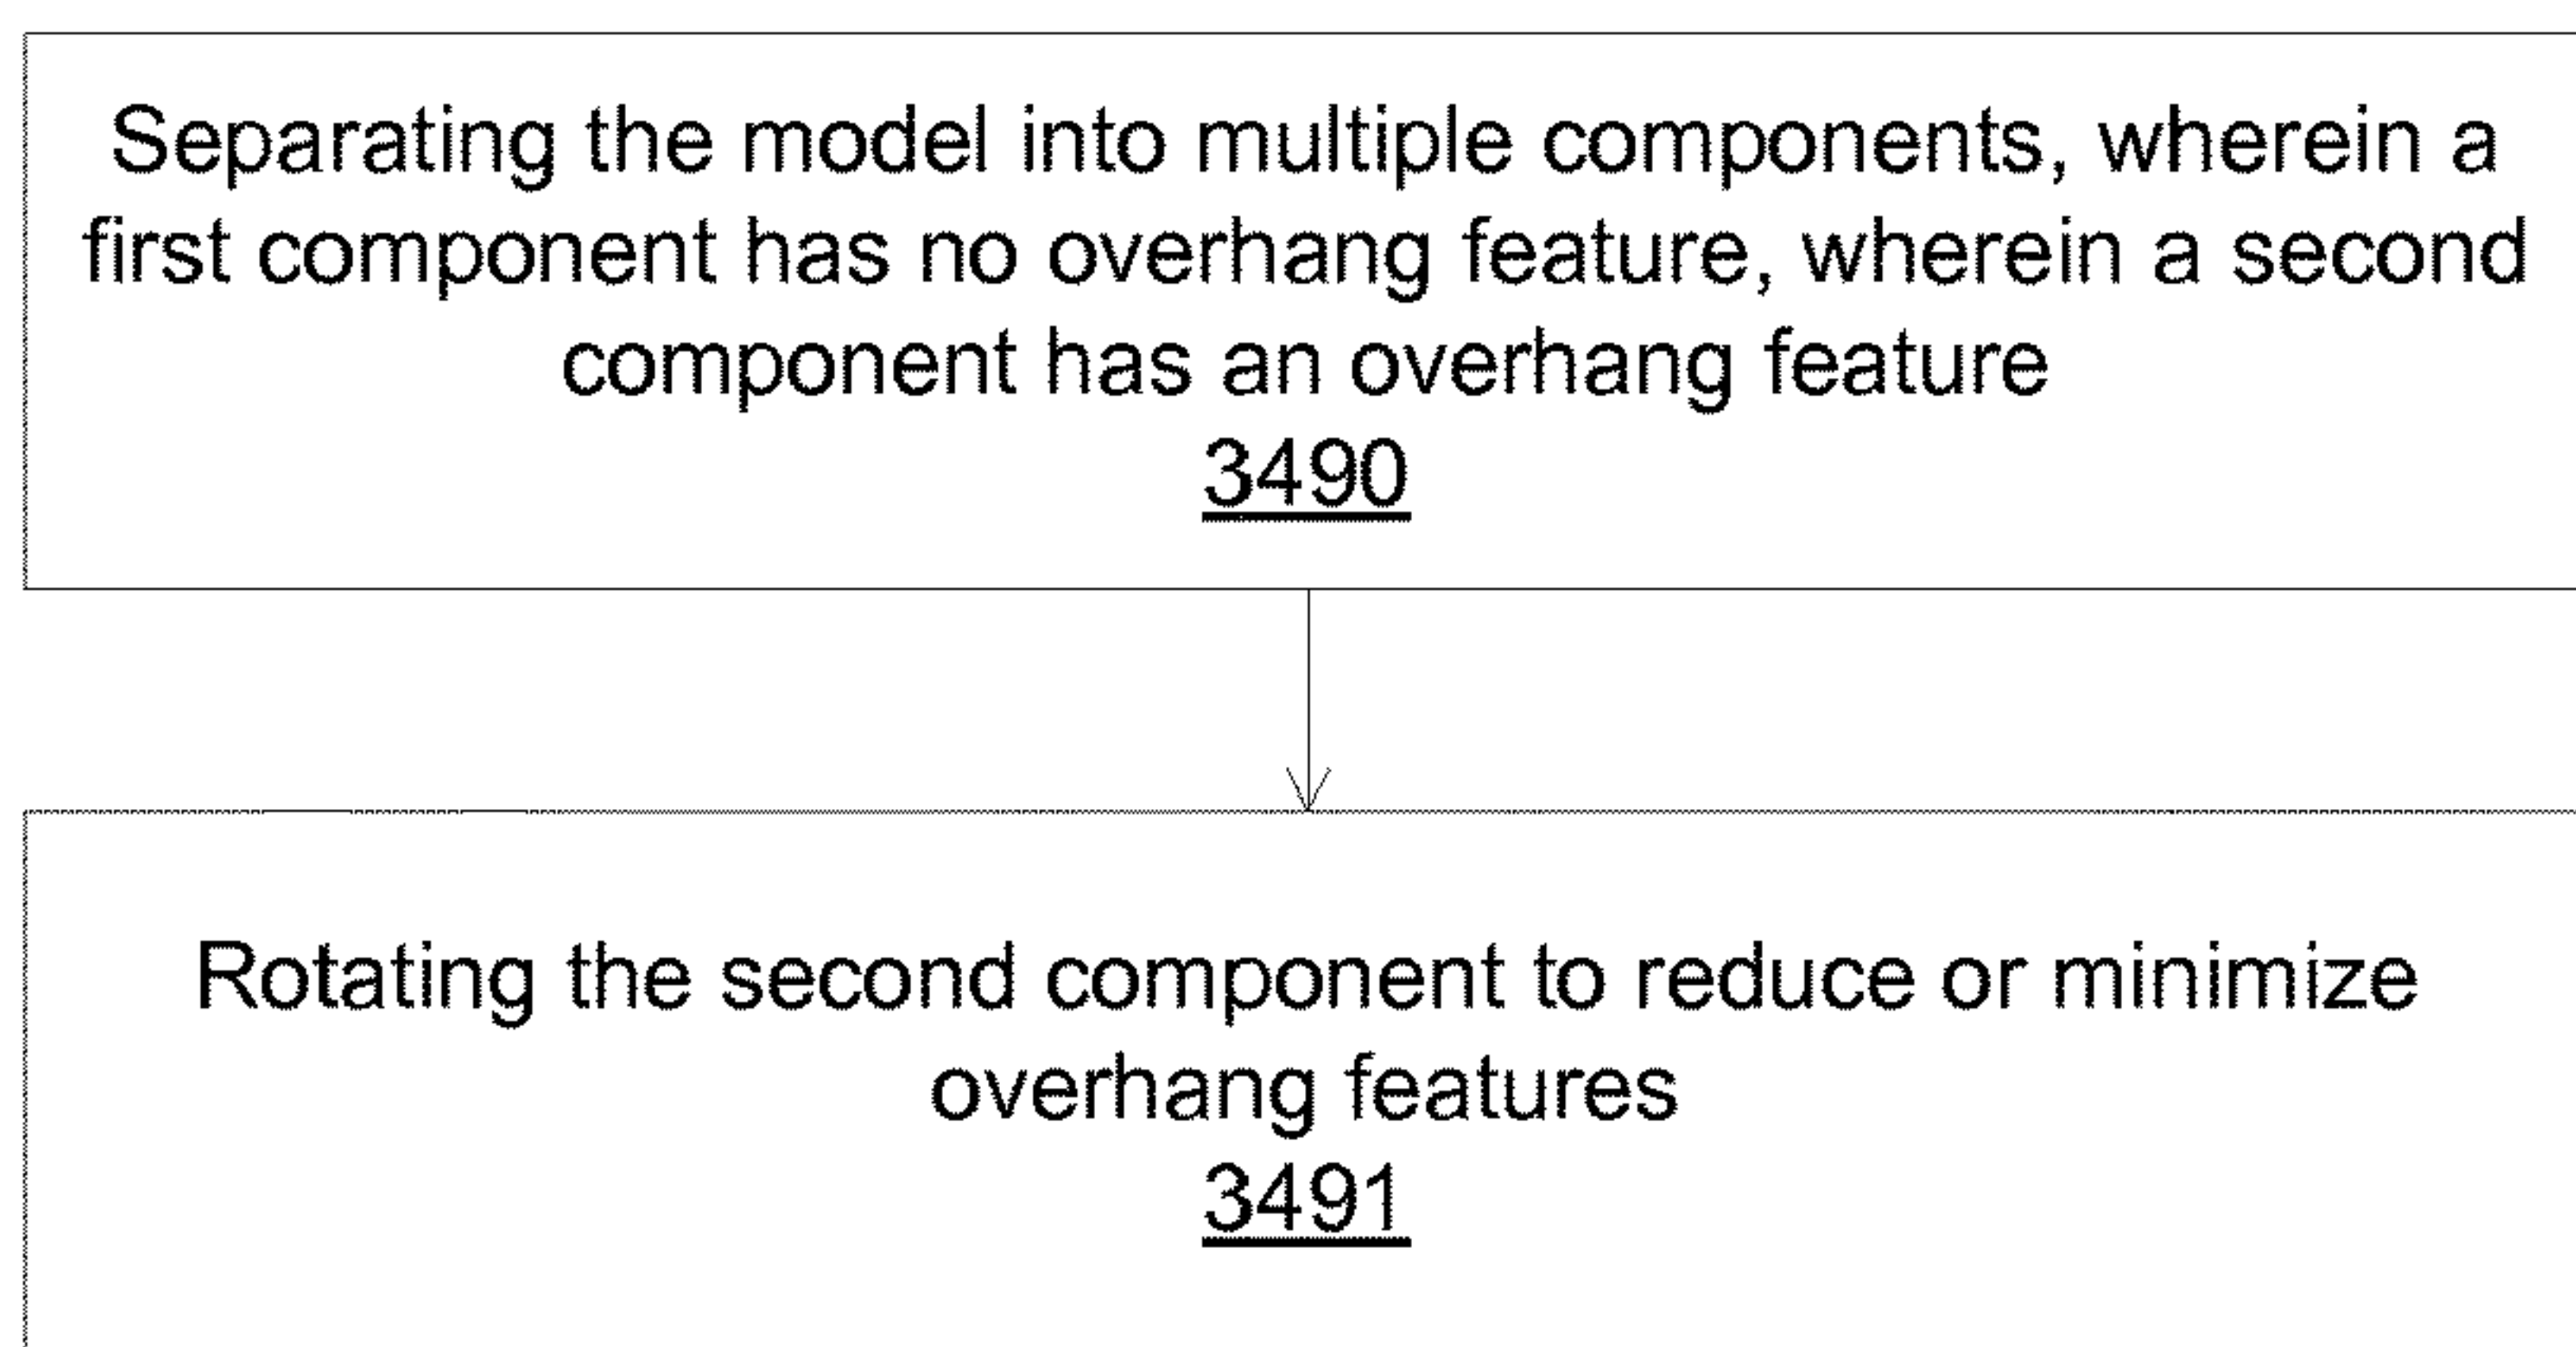 Separating the model into multiple components, wherein a
first component has no overhang feature, wherein a second
component has an overhang feature
3490
Rotating the second component to reduce or minimize
overhang features
3491